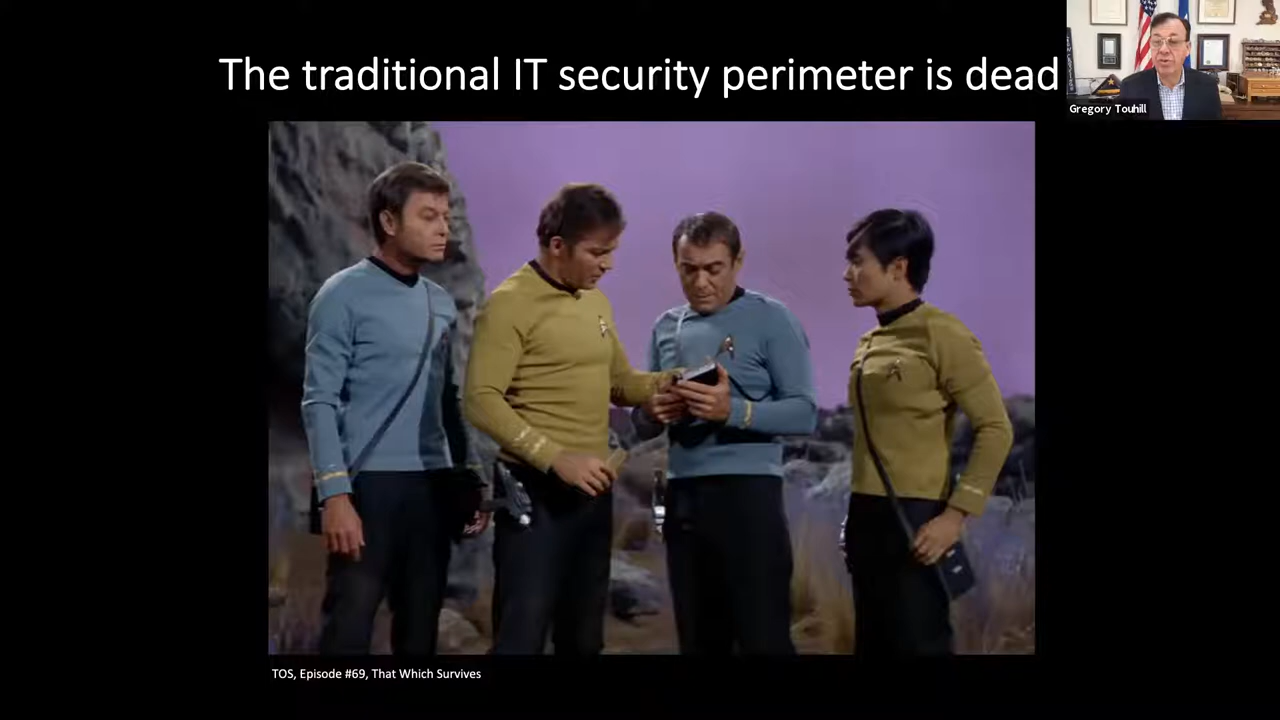 The traditional IT security perimeter is dead
Gregory Touhill
TOS, Episode #69, That Which Survives